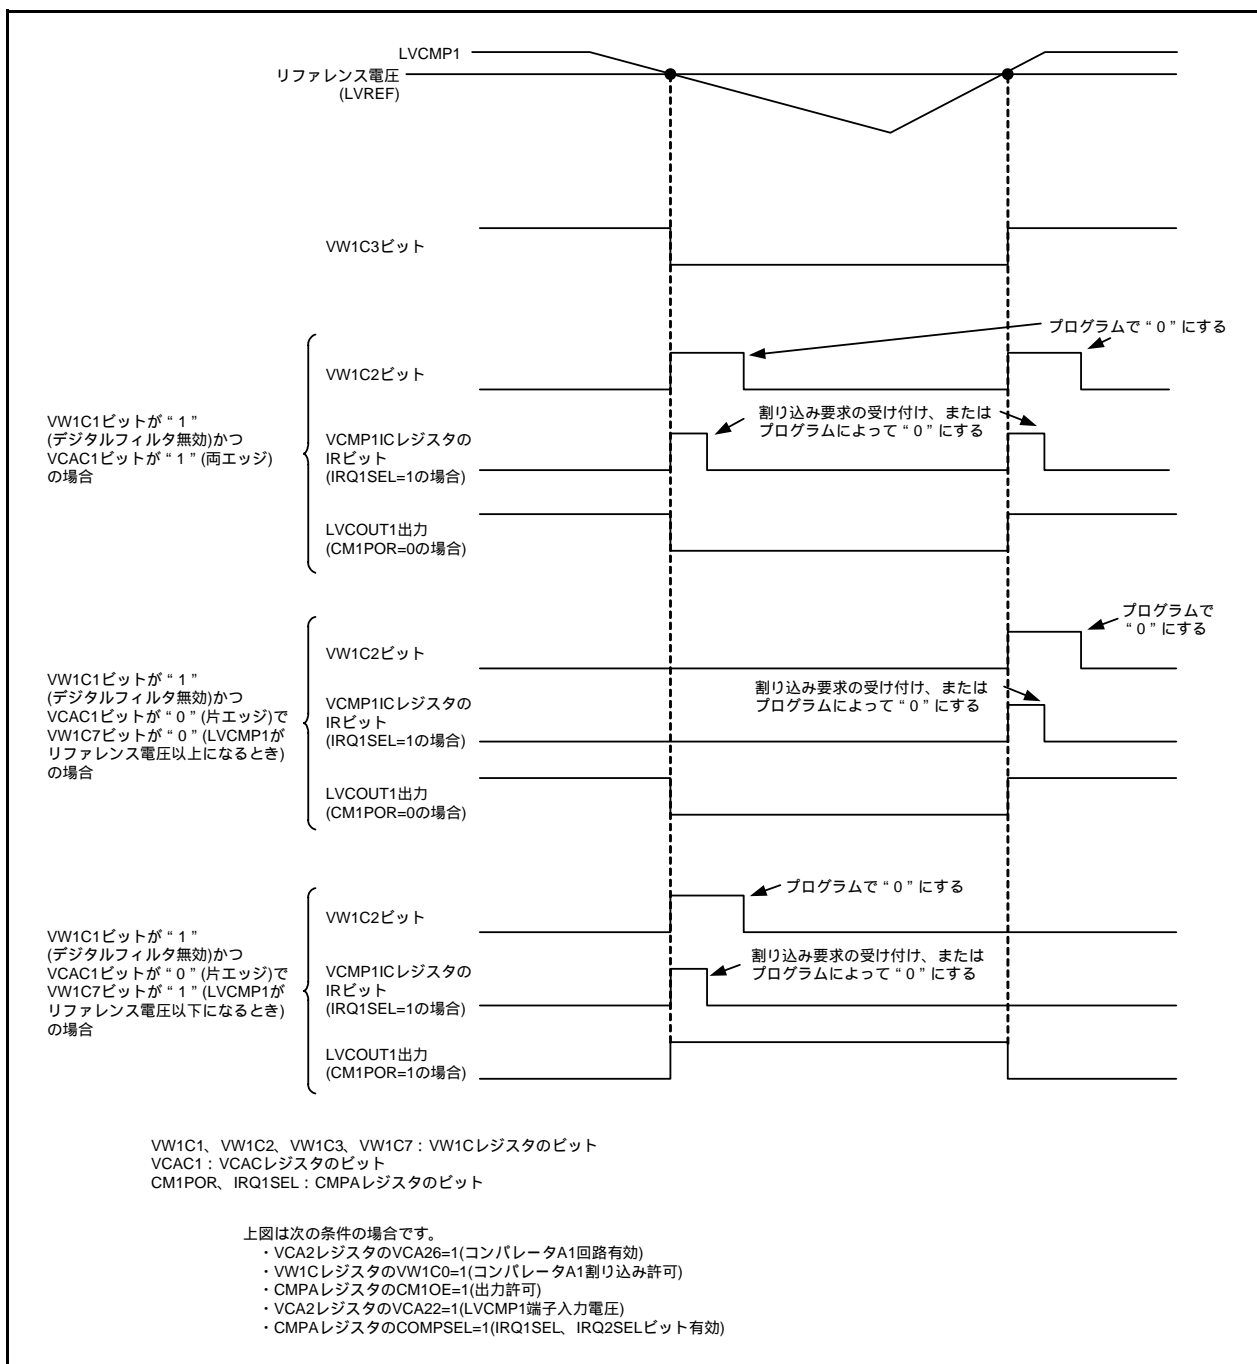 LVCMP1
リファレンス電圧
(LVREF)
VW1C3ビット
プログラムで“0”にする
VW1C2ビット
VW1C1ビットが“1”
(デジタルフィルタ無効)かつ
VCAC1ビットが“1”(両エッジ)
の場合
割り込み要求の受け付け、または
プログラムによって“0”にする
VCMP1ICレジスタの
IRビット
(IRQ1SEL=1の場合)
LVCOUT1出力
(CM1POR=0の場合)
プログラムで
“0”にする
VW1C2ビット
VW1C1ビットが“1”
(デジタルフィルタ無効)かつ
VCAC1ビットが“0”(片エッジ)で
VW1C7ビットが“0”(LVCMP1が
リファレンス電圧以上になるとき)
の場合
割り込み要求の受け付け、または
プログラムによって“0”にする
VCMP1ICレジスタの
IRビット
(IRQ1SEL=1の場合)
LVCOUT1出力
(CM1POR=0の場合)
プログラムで“0”にする
VW1C2ビット
VW1C1ビットが“1”
(デジタルフィルタ無効)かつ
VCAC1ビットが“0”(片エッジ)で
VW1C7ビットが“1”(LVCMP1が
リファレンス電圧以下になるとき)
の場合
割り込み要求の受け付け、または
プログラムによって“0”にする
VCMP1ICレジスタの
IRビット
(IRQ1SEL=1の場合)
LVCOUT1出力
(CM1POR=1の場合)
VW1C1、VW1C2、VW1C3、VW1C7：VW1Cレジスタのビット
VCAC1：VCACレジスタのビット
CM1POR、IRQ1SEL：CMPAレジスタのビット
上図は次の条件の場合です。
・VCA2レジスタのVCA26=1(コンパレータA1回路有効)
・VW1CレジスタのVW1C0=1(コンパレータA1割り込み許可)
・CMPAレジスタのCM1OE=1(出力許可)
・VCA2レジスタのVCA22=1(LVCMP1端子入力電圧)
・CMPAレジスタのCOMPSEL=1(IRQ1SEL、IRQ2SELビット有効)